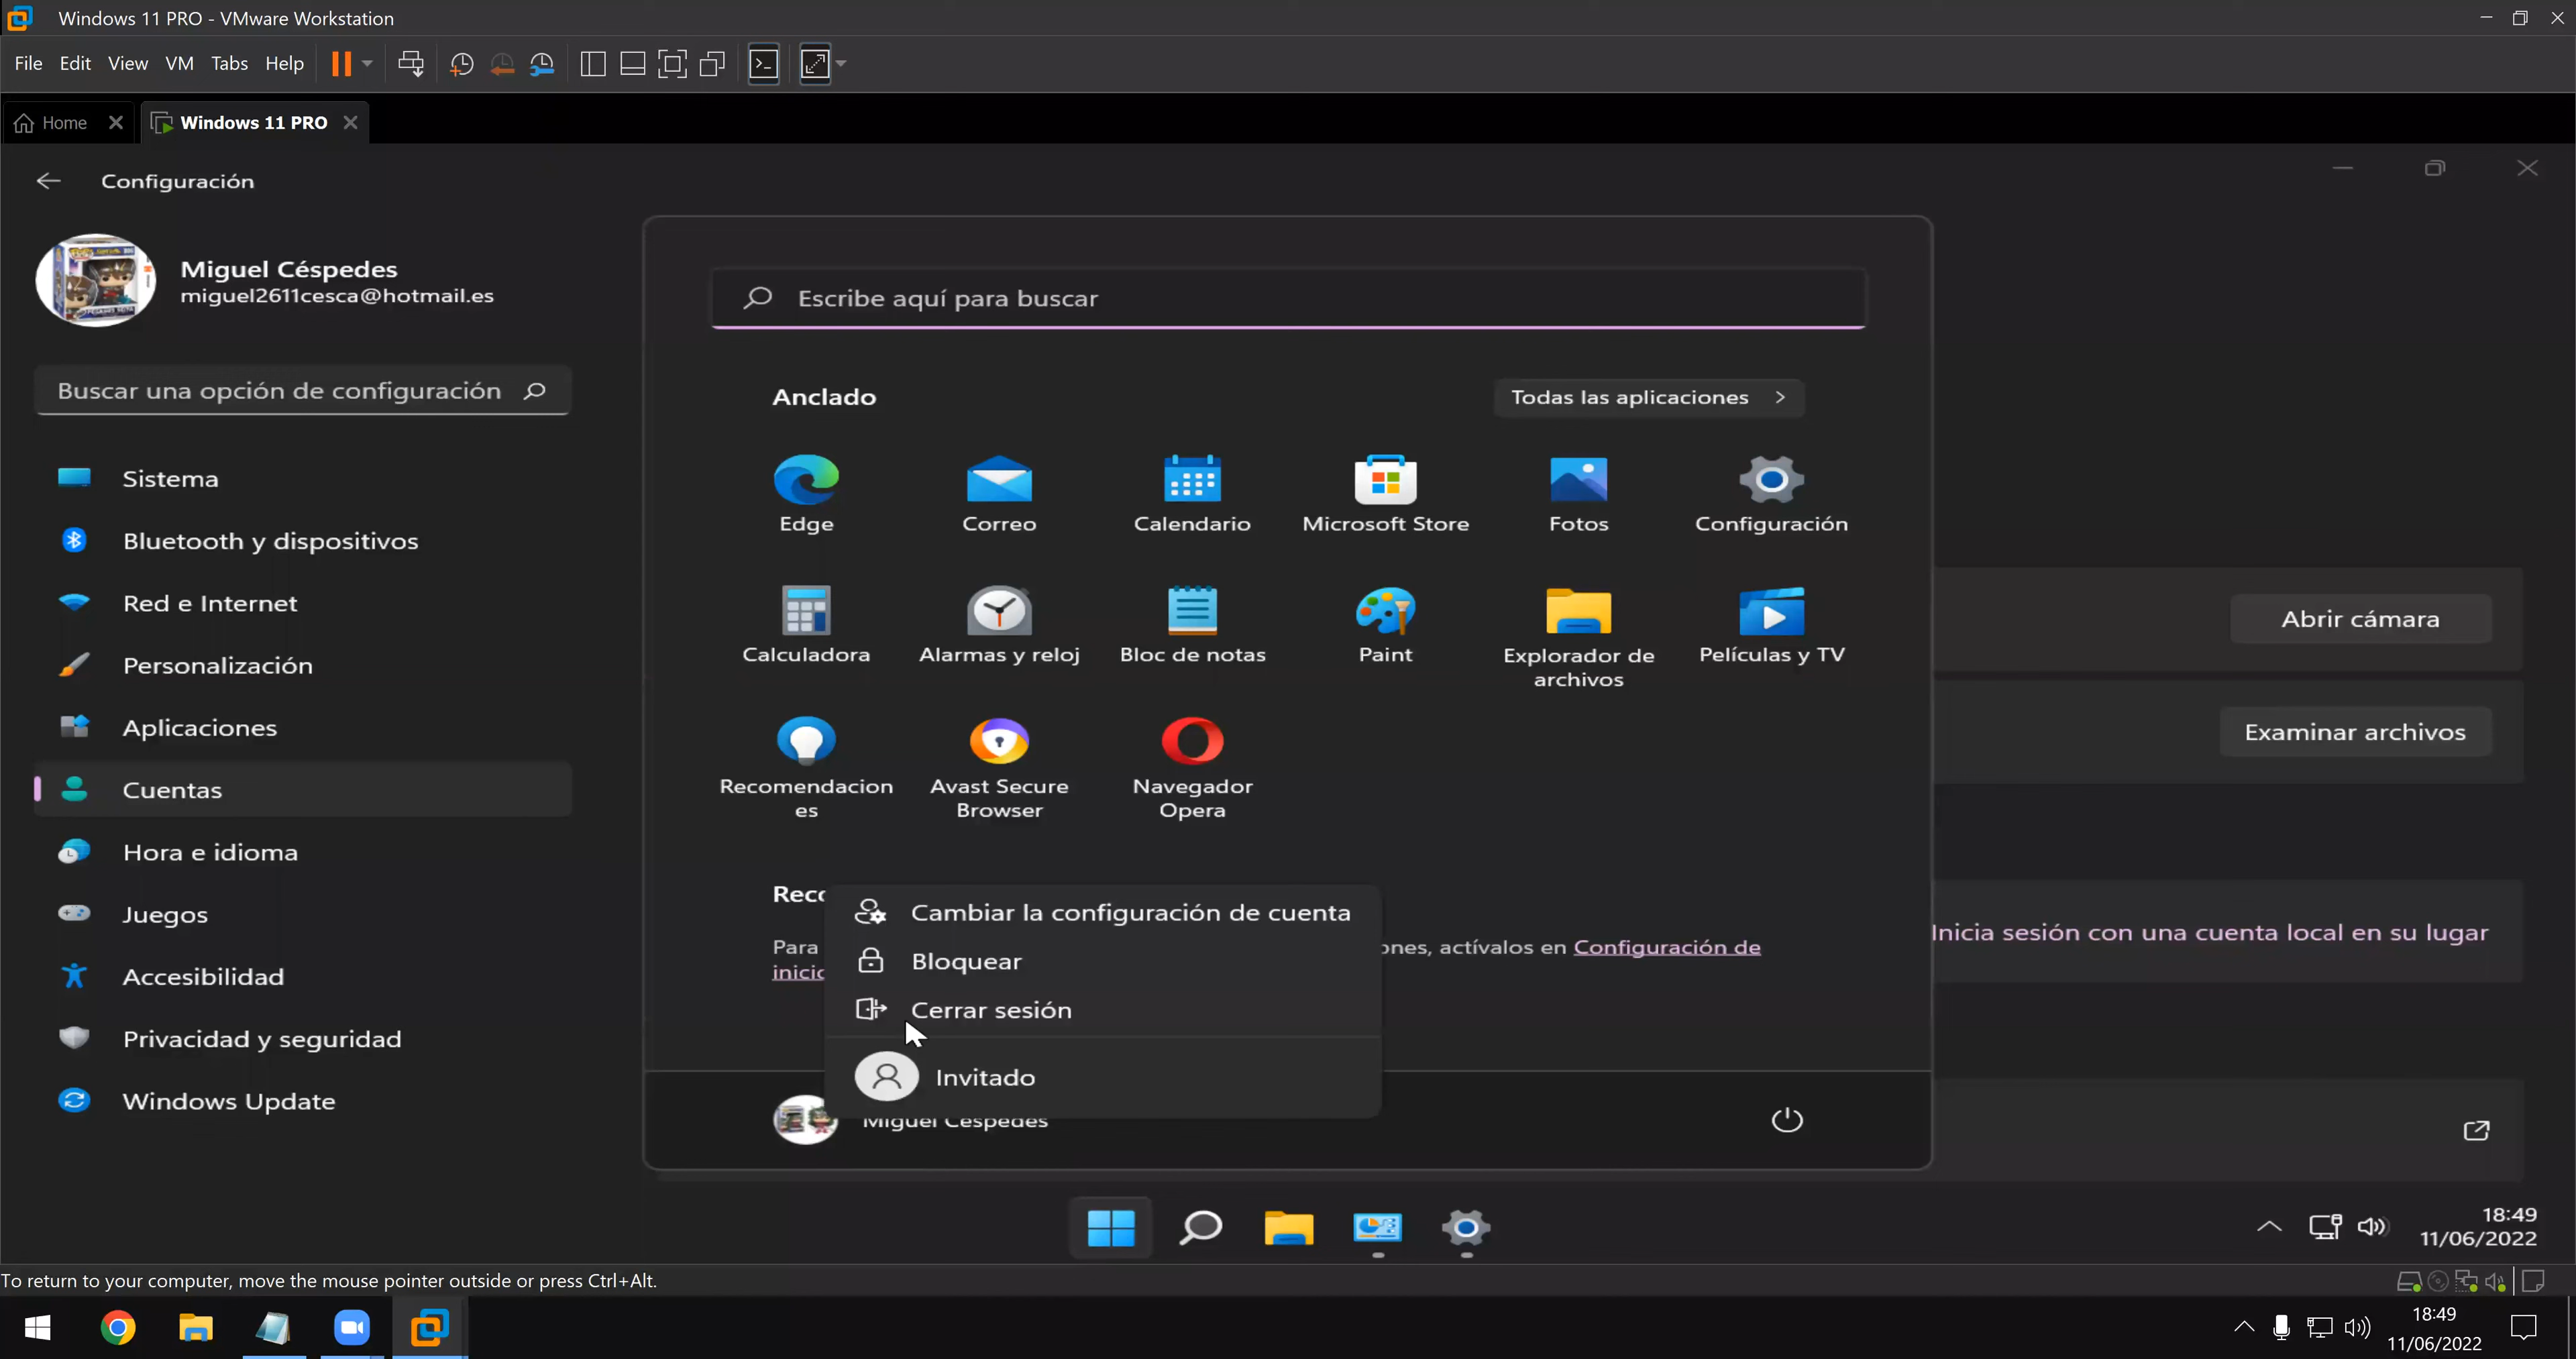 Windows 11 PRO - VMware Workstation
File Edit View VM Tabs Help
Home
Windows 11 PRO
Configuración
Miguel Céspedes
miguel2611cesca@hotmail.es
Buscar una opción de configuración
Sistema
Bluetooth y dispositivos
Red e Internet
Personalización
Aplicaciones
Cuentas
Hora e idioma
Juegos
Accesibilidad
Privacidad y seguridad
Windows Update
Escribe aquí para buscar
Anclado
Todas las aplicaciones
Edge
Correo
Calendario
Microsoft Store
Fotos
Configuración
Calculadora
Alarmas y reloj
Bloc de notas
Paint
Explorador de
archivos
Películas y TV
Recomendacion
es
Avast Secure
Browser
Navegador
Opera
Para
actívalos en Configuración de
Cambiar la configuración de cuenta
Bloquear
Cerrar sesión
Invitado
Miguel Céspedes
Abrir cámara
Examinar archivos
Inicia sesión con una cuenta local en su lugar
18:49
11/06/2022
To return to your computer, move the mouse pointer outside or press Ctrl+Alt.
18:49
11/06/2022